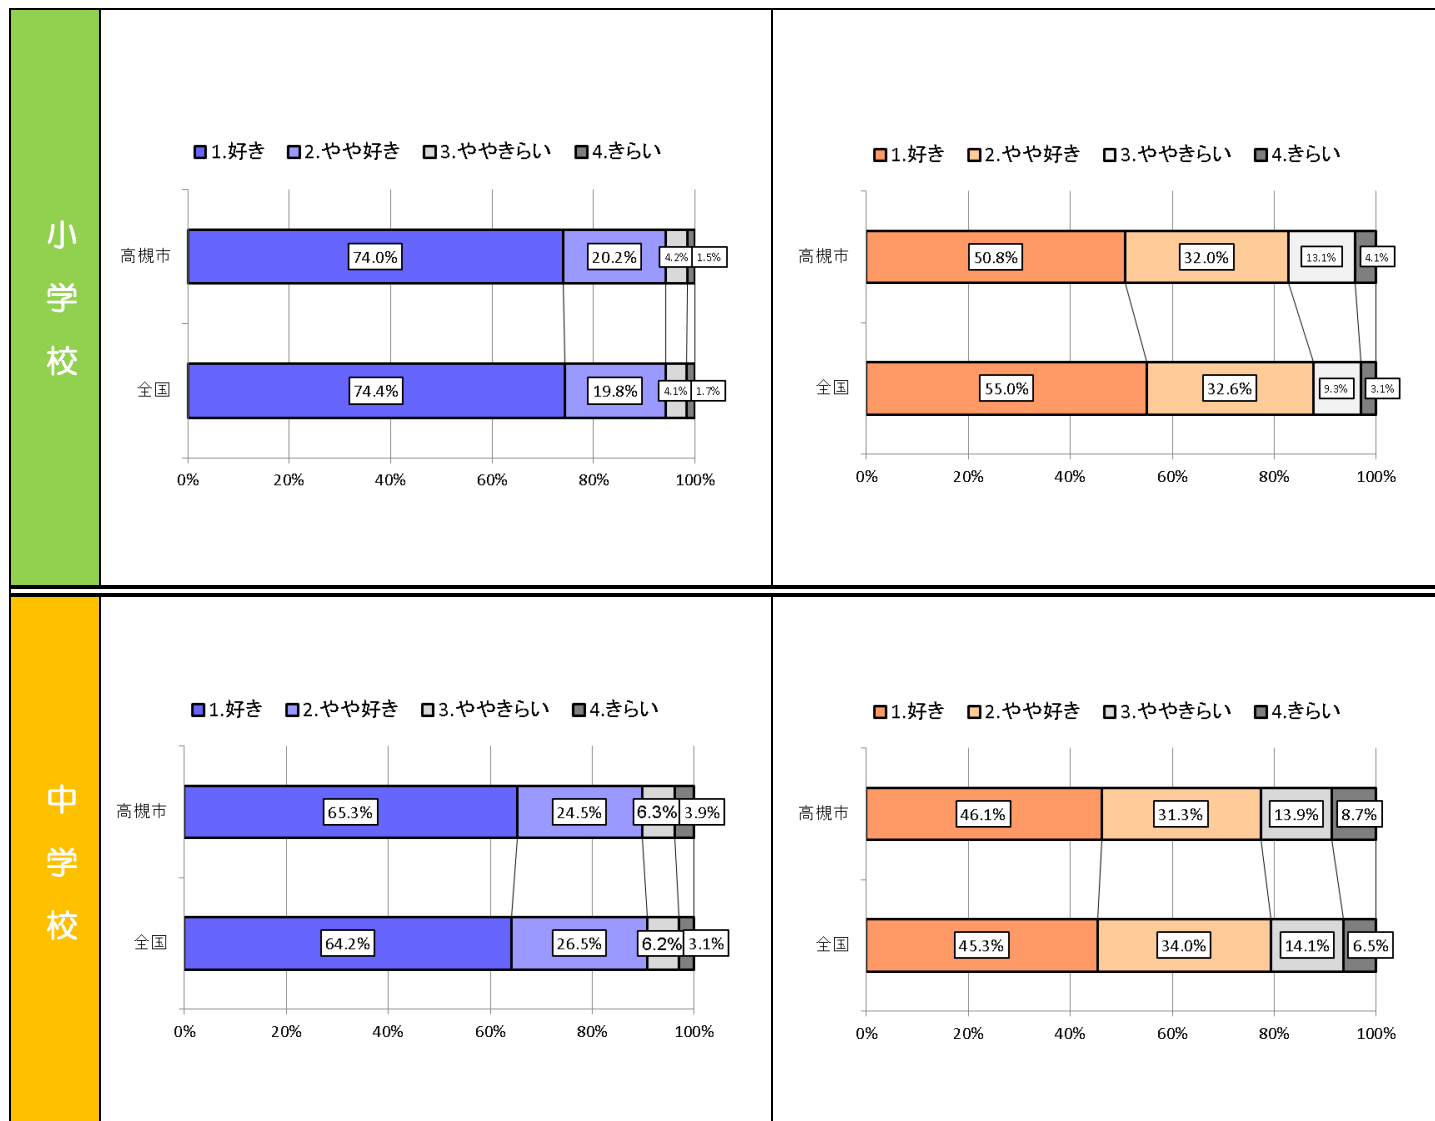 小学校
1.好き 2.やや好き 3.ややきらい 4.きらい
高槻市 74.0% 20.2% 4.2% 1.5%
全国 74.4% 19.8% 4.1% 1.7%
0% 20% 40% 60% 80% 100%
1.好き 2.やや好き 3.ややきらい 4.きらい
高槻市 50.8% 32.0% 13.1% 4.1%
全国 55.0% 32.6% 9.3% 3.1%
0% 20% 40% 60% 80% 100%
中学校
1.好き 2.やや好き 3.ややきらい 4.きらい
高槻市 65.3% 24.5% 6.3% 3.9%
全国 64.2% 26.5% 6.2% 3.1%
0% 20% 40% 60% 80% 100%
1.好き 2.やや好き 3.ややきらい 4.きらい
高槻市 46.1% 31.3% 13.9% 8.7%
全国 45.3% 34.0% 14.1% 6.5%
0% 20% 40% 60% 80% 100%